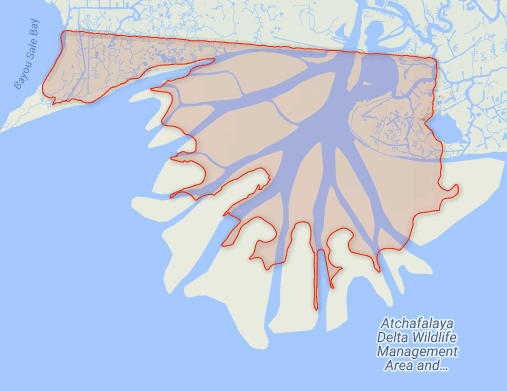 Bayou Sale Bay
Atchafalaya
Delta Wildlife
Management
Area and...